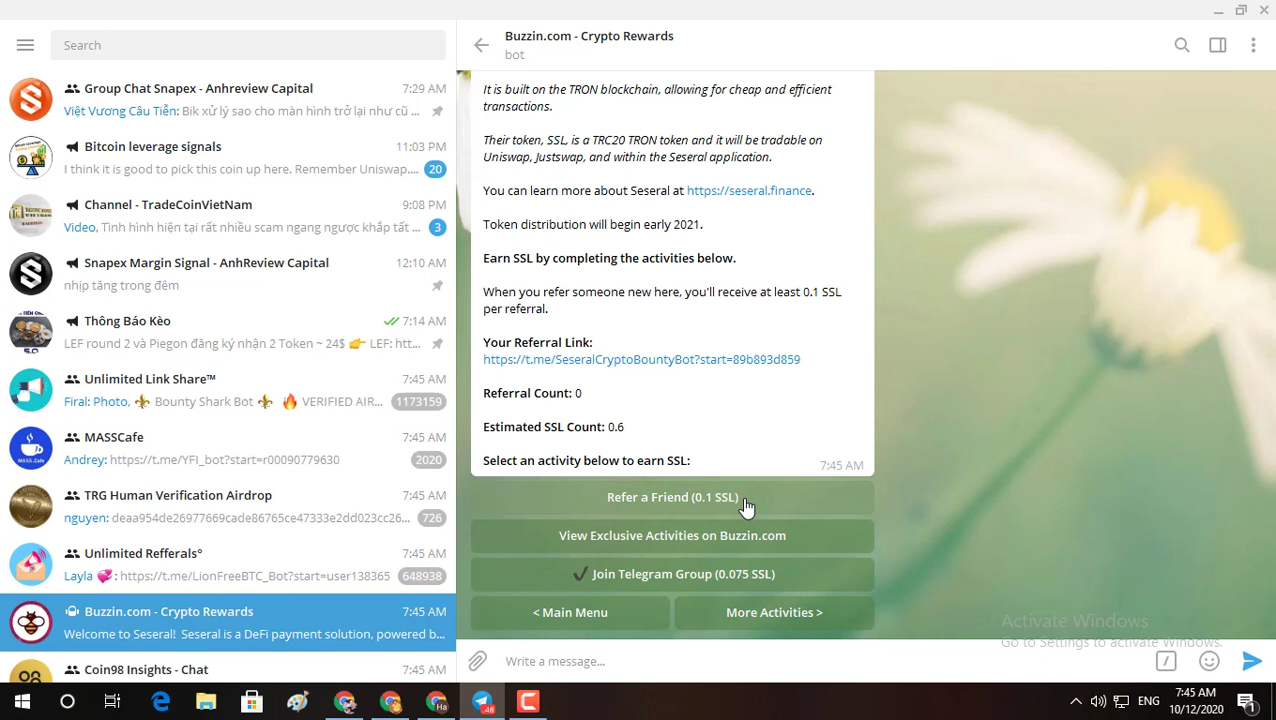 Search
Group Chat Snapex - Anhreview Capital 7:29 AM
Việt Vương Câu Tiễn: Bik xử lý sao cho màn hình trở lại như cũ ...
Bitcoin leverage signals 11:03 PM
I think it is good to pick this coin up here. Remember Uniswap,... 20
Channel - TradeCoinVietNam 9:08 PM
Video, Tình hình hiện tại rất nhiều scam ngang ngược khắp tất ... 3
Snapex Margin Signal - AnhReview Capital 12:10 AM
nhịp tăng trong đêm
Thông Báo Kèo 7:14 AM
LEF round 2 và Piegon đăng ký nhận 2 Token ~ 24$ 👉 LEF: htt...
Unlimited Link Share™ 7:45 AM
Firal: Photo, ⚜️ Bounty Shark Bot ⚜️ 🔥 VERIFIED AIR... 1173159
MASSCafe 7:45 AM
Andrey: https://t.me/YFI_bot?start=r00090779630 2020
TRG Human Verification Airdrop 7:45 AM
nguyen: deaa954de26977669cade86765ce47333e2dd023cc26... 726
Unlimited Refferals° 7:45 AM
Layla 💞: https://t.me/LionFreeBTC_Bot?start=user138365 648938
Buzzin.com - Crypto Rewards 7:45 AM
Welcome to Seseral! Seseral is a DeFi payment solution, powered b...
Coin98 Insights - Chat 7:45 AM
Buzzin.com - Crypto Rewards
bot
It is built on the TRON blockchain, allowing for cheap and efficient
transactions.
Their token, SSL, is a TRC20 TRON token and it will be tradable on
Uniswap, Justswap, and within the Seseral application.
You can learn more about Seseral at https://seseral.finance.
Token distribution will begin early 2021.
Earn SSL by completing the activities below.
When you refer someone new here, you'll receive at least 0.1 SSL
per referral.
Your Referral Link:
https://t.me/SeseralCryptoBountyBot?start=89b893d859
Referral Count: 0
Estimated SSL Count: 0.6
Select an activity below to earn SSL:
7:45 AM
Refer a Friend (0.1 SSL)
View Exclusive Activities on Buzzin.com
✔ Join Telegram Group (0.075 SSL)
< Main Menu More Activities >
Activate Windows
Go to Settings to activate Windows.
Write a message...
ENG
7:45 AM
10/12/2020